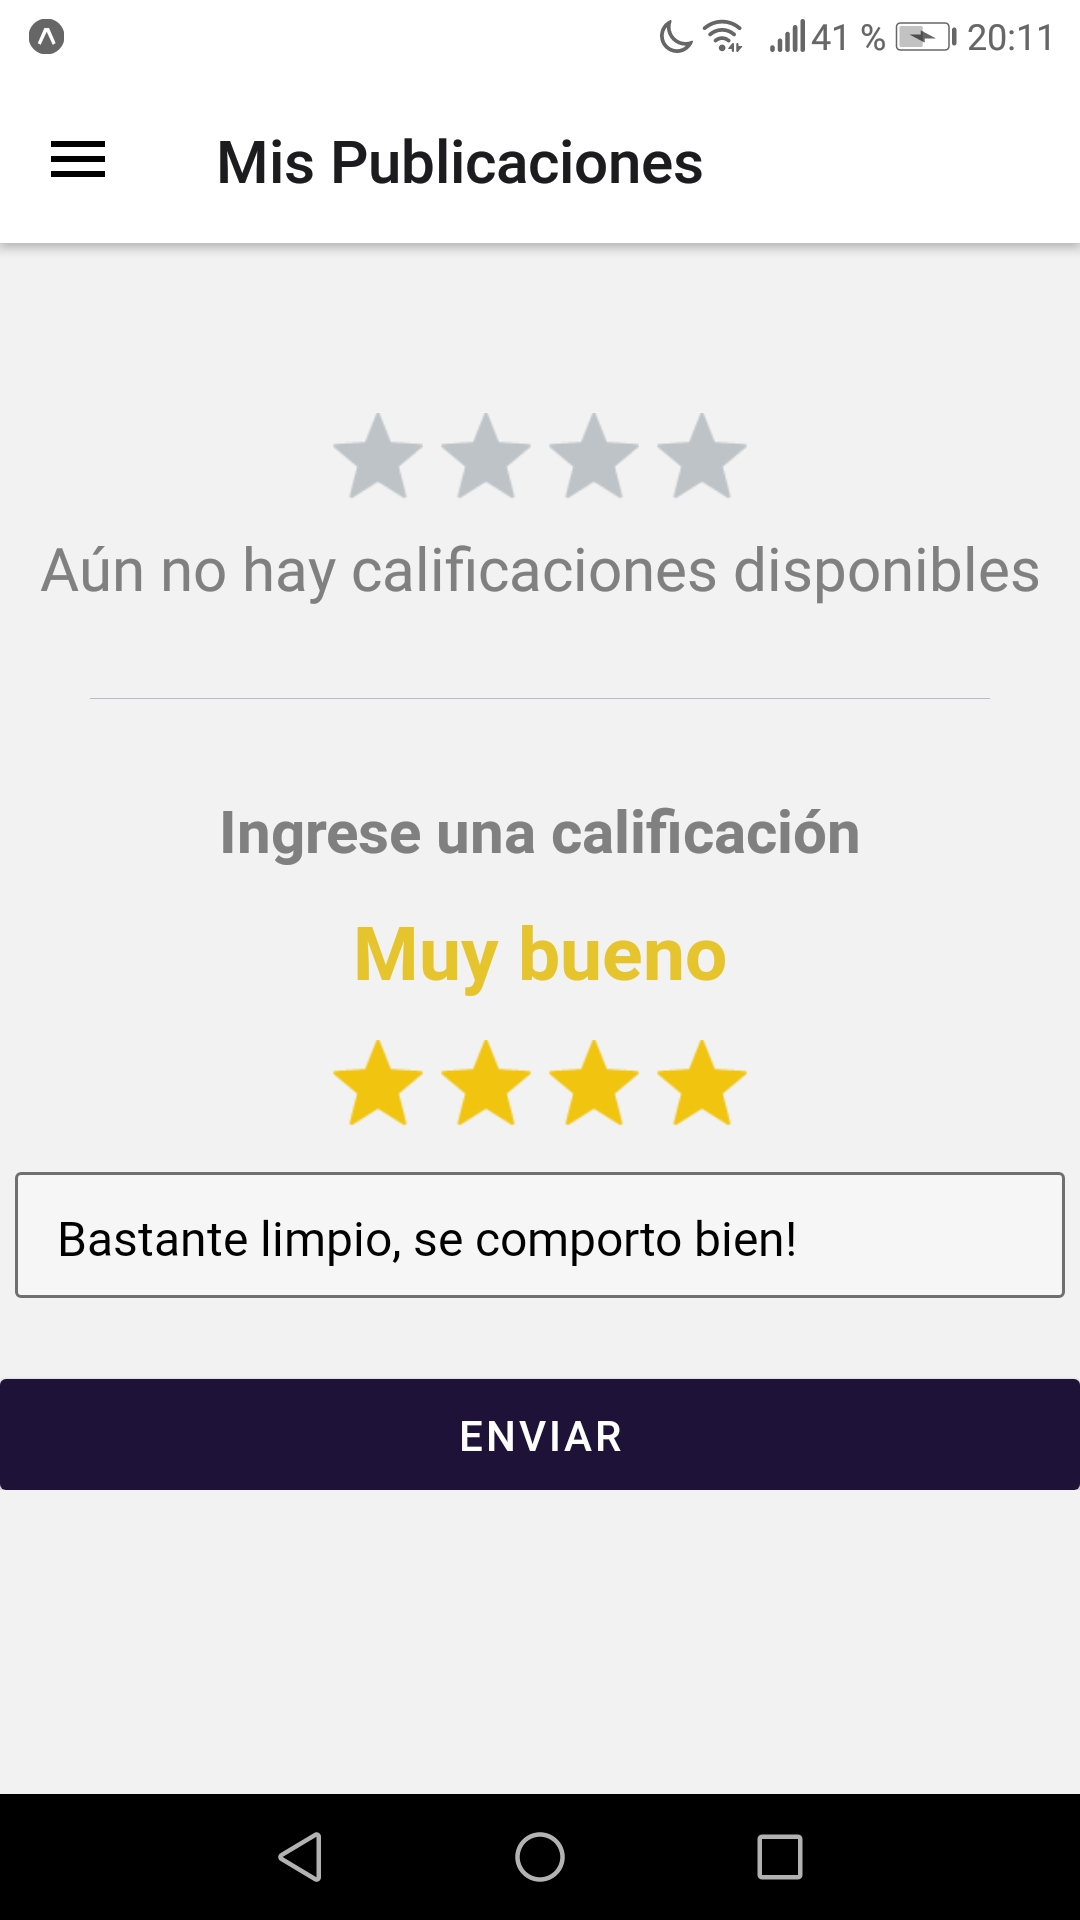 41 % 20:11
Mis Publicaciones
Aún no hay calificaciones disponibles
Ingrese una calificación
Muy bueno
Bastante limpio, se comporto bien!
ENVIAR